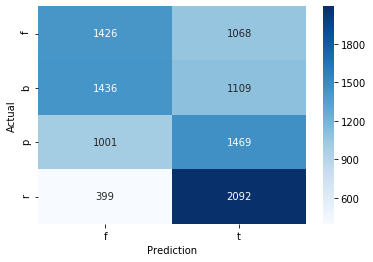 f 1426 1068
b 1436 1109
p 1001 1469
r 399 2092
f t
Actual
Prediction
1800
1500
1200
900
600